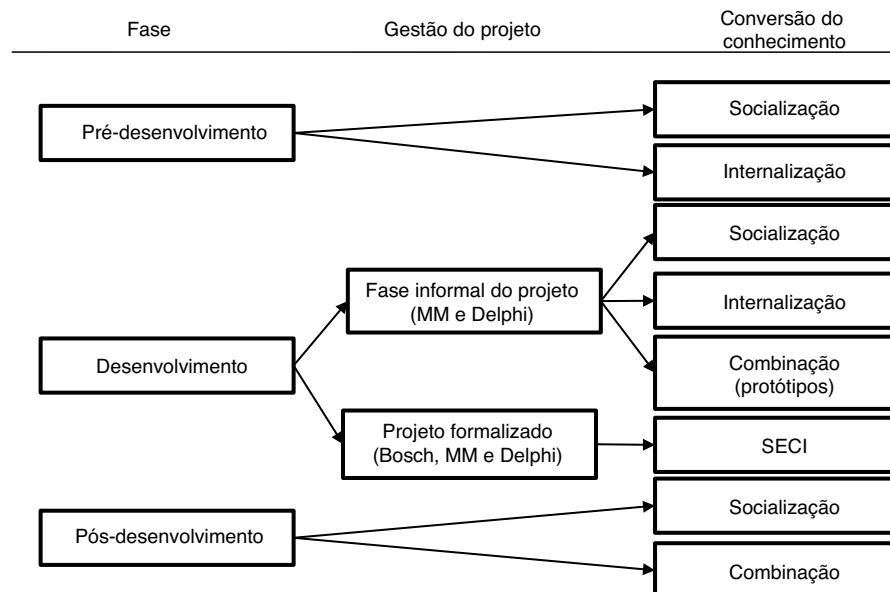 Fase
Gestão do projeto
Conversão do
conhecimento
Pré-desenvolvimento
Socialização
Internalização
Desenvolvimento
Fase informal do projeto
(MM e Delphi)
Socialização
Internalização
Combinação
(protótipos)
Projeto formalizado
(Bosch, MM e Delphi)
SECI
Pós-desenvolvimento
Socialização
Combinação